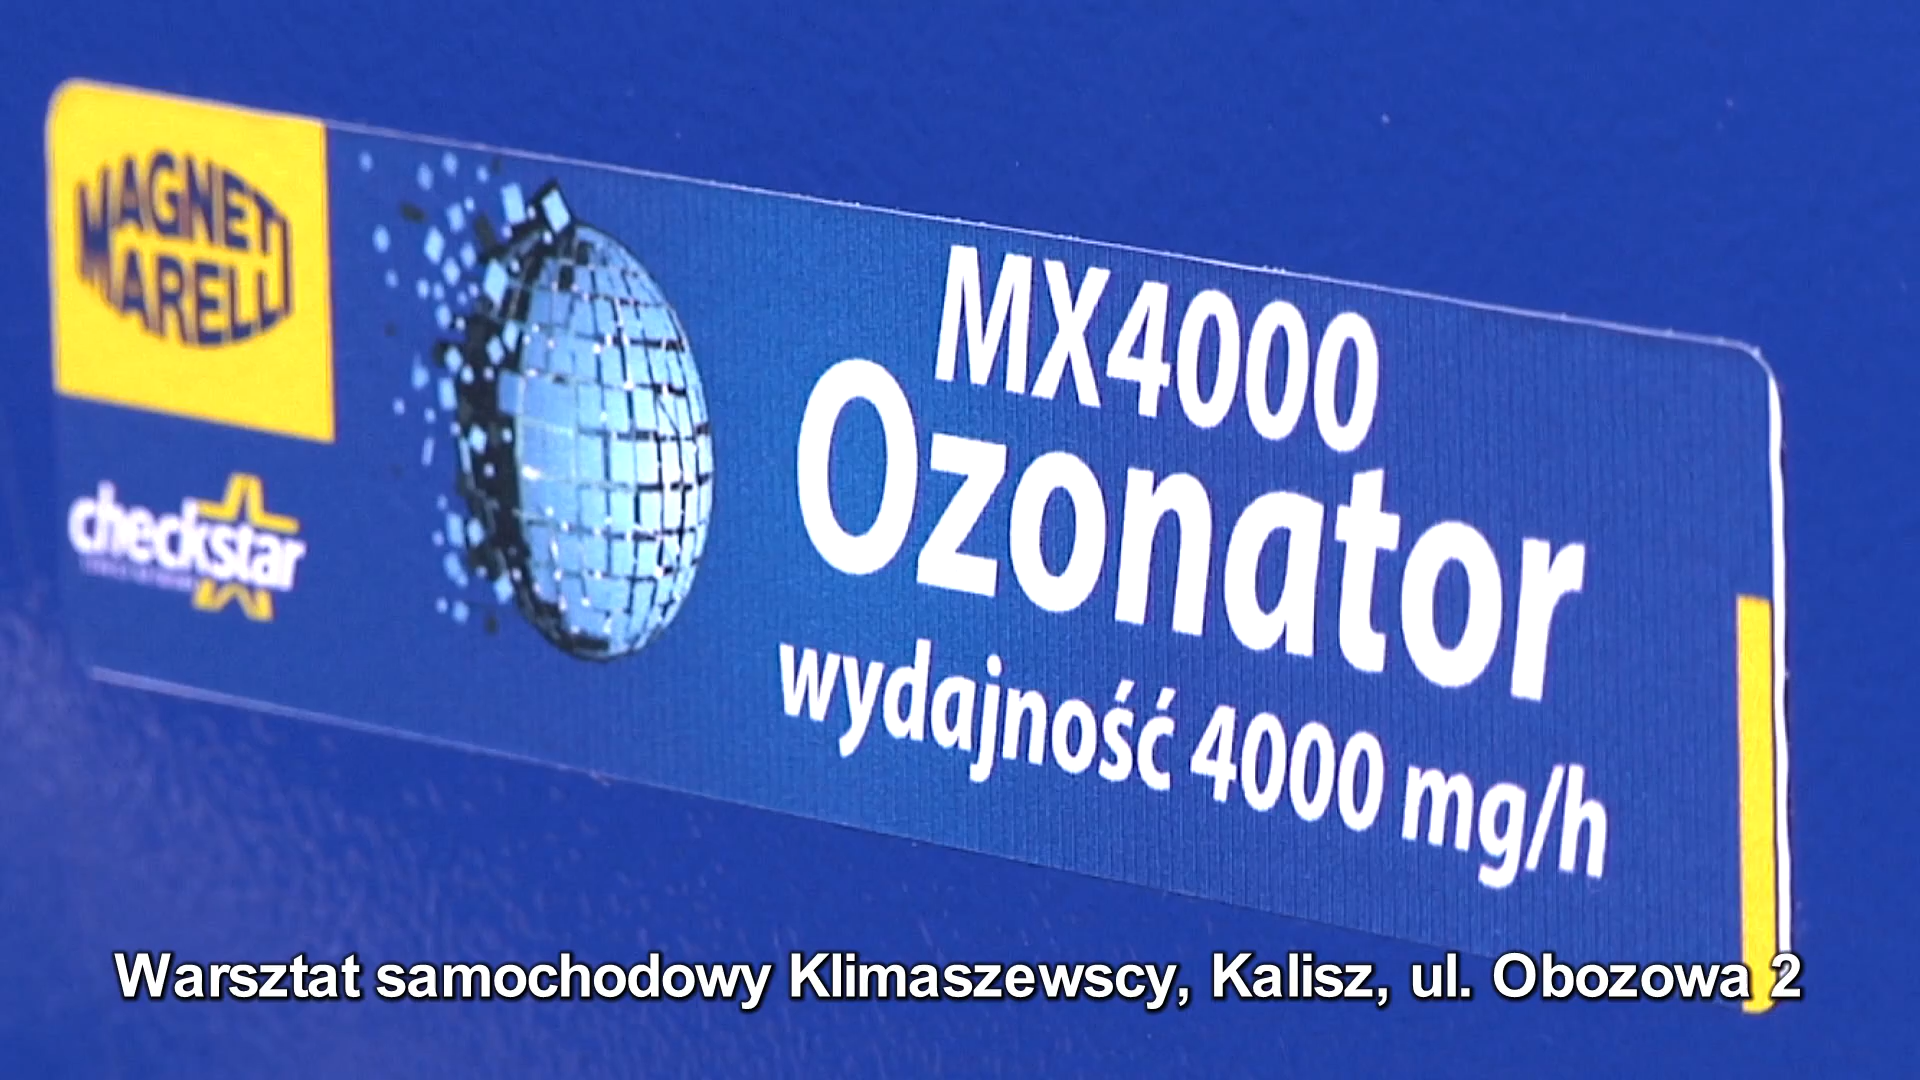 MAGNETI
MARELLI
checkstar
MX4000
Ozonator
wydajność 4000 mg/h
Warsztat samochodowy Klimaszewscy, Kalisz, ul. Obozowa 2